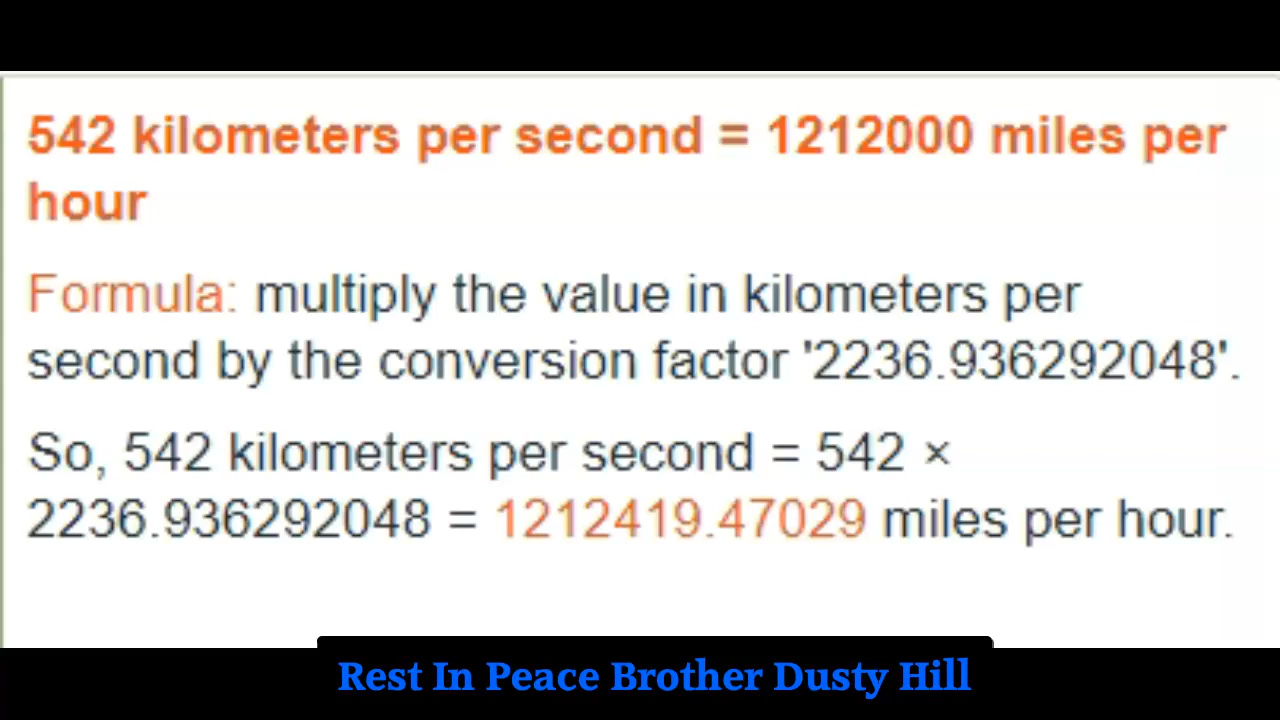 542 kilometers per second = 1212000 miles per
hour
Formula: multiply the value in kilometers per
second by the conversion factor '2236.936292048'.
So, 542 kilometers per second = 542 ×
2236.936292048 = 1212419.47029 miles per hour.
Rest In Peace Brother Dusty Hill